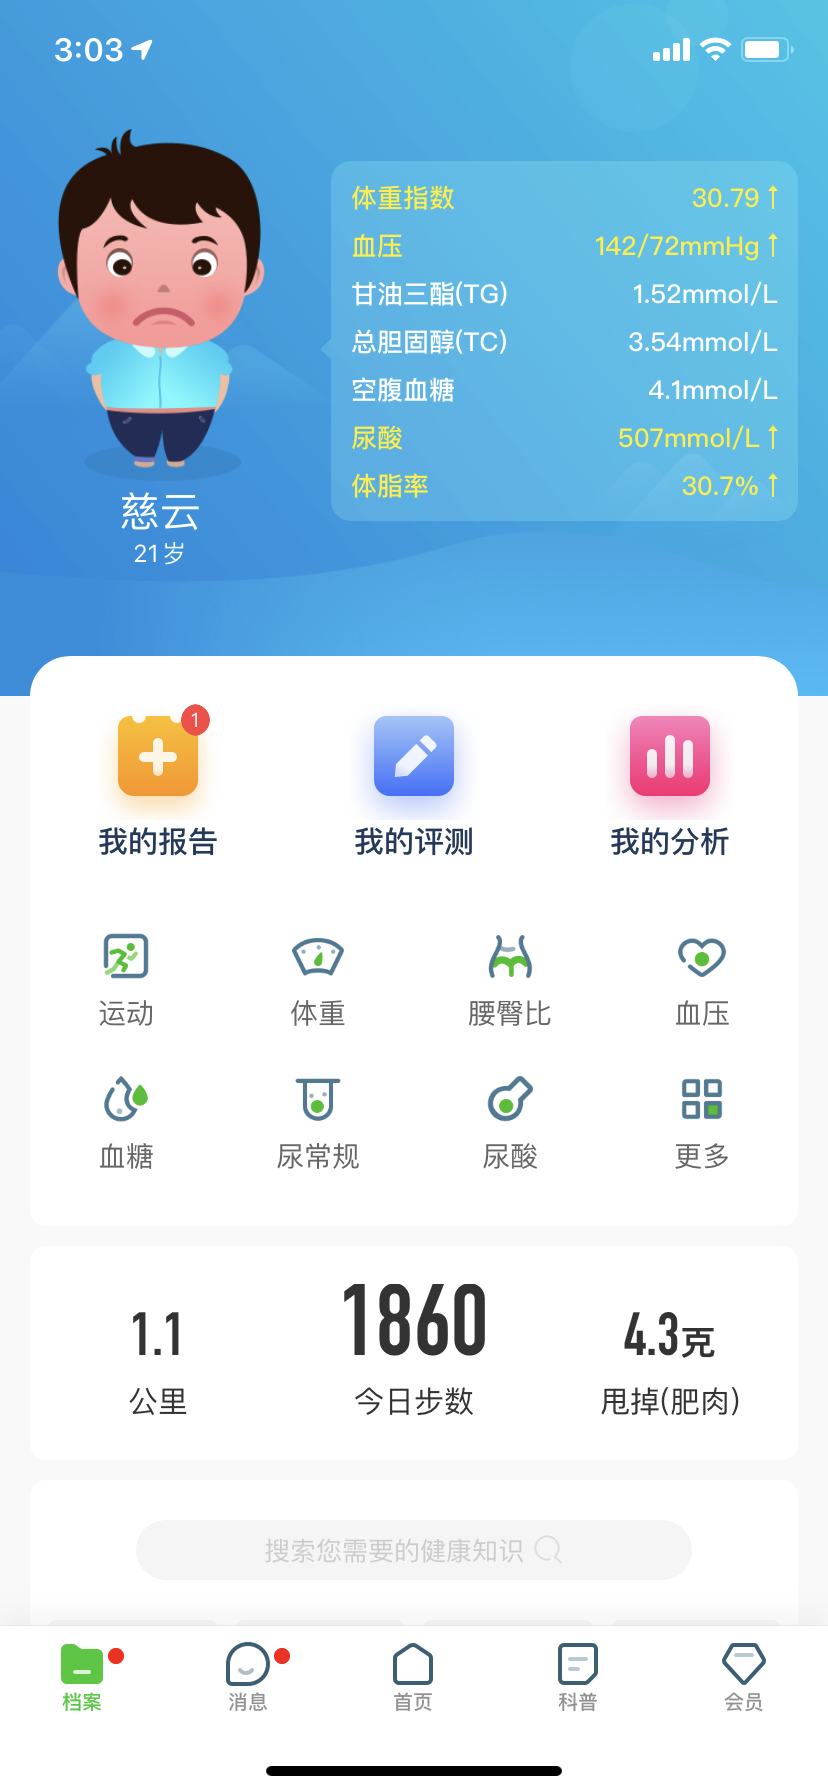 3:03
体重指数 30.79↑
血压 142/72mmHg↑
甘油三酯(TG) 1.52mmol/L
总胆固醇(TC) 3.54mmol/L
空腹血糖 4.1mmol/L
尿酸 507mmol/L↑
体脂率 30.7%↑
慈云
21岁
1
我的报告 我的评测 我的分析
运动 体重 腰臀比 血压
血糖 尿常规 尿酸 更多
1.1 1860 4.3克
公里 今日步数 甩掉(肥肉)
搜索您需要的健康知识
档案 消息 首页 科普 会员